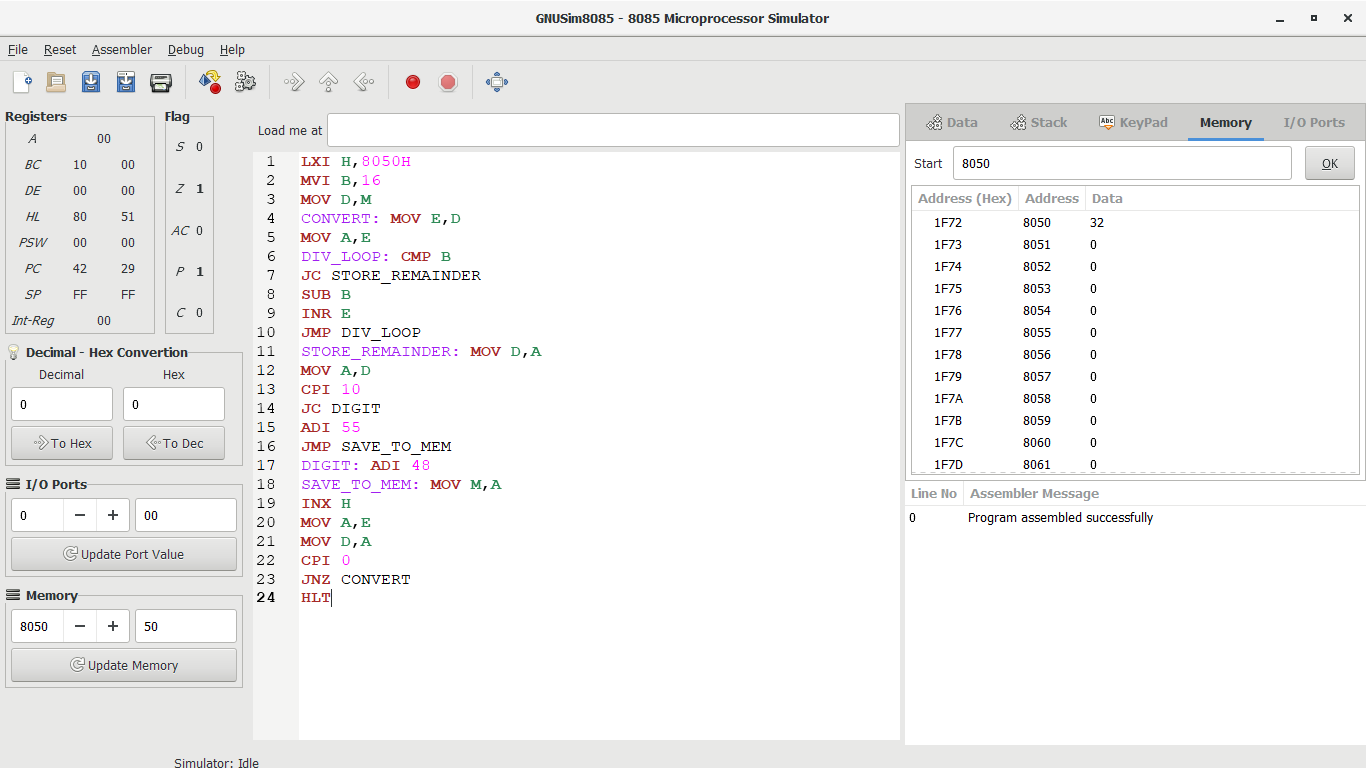 GNUSim8085 - 8085 Microprocessor Simulator
File Reset Assembler Debug Help
Registers
A 00
BC 10 00
DE 00 00
HL 80 51
PSW 00 00
PC 42 29
SP FF FF
Int-Reg 00
Flag
S 0
Z 1
AC 0
P 1
C 0
Decimal - Hex Convertion
Decimal Hex
0 0
To Hex To Dec
I/O Ports
0 − + 00
Update Port Value
Memory
8050 − + 50
Update Memory
Load me at
1 LXI H,8050H
2 MVI B,16
3 MOV D,M
4 CONVERT: MOV E,D
5 MOV A,E
6 DIV_LOOP: CMP B
7 JC STORE_REMAINDER
8 SUB B
9 INR E
10 JMP DIV_LOOP
11 STORE_REMAINDER: MOV D,A
12 MOV A,D
13 CPI 10
14 JC DIGIT
15 ADI 55
16 JMP SAVE_TO_MEM
17 DIGIT: ADI 48
18 SAVE_TO_MEM: MOV M,A
19 INX H
20 MOV A,E
21 MOV D,A
22 CPI 0
23 JNZ CONVERT
24 HLT
Data Stack Abc KeyPad Memory I/O Ports
Start 8050 OK
Address (Hex) Address Data
1F72 8050 32
1F73 8051 0
1F74 8052 0
1F75 8053 0
1F76 8054 0
1F77 8055 0
1F78 8056 0
1F79 8057 0
1F7A 8058 0
1F7B 8059 0
1F7C 8060 0
1F7D 8061 0
Line No Assembler Message
0 Program assembled successfully
Simulator: Idle